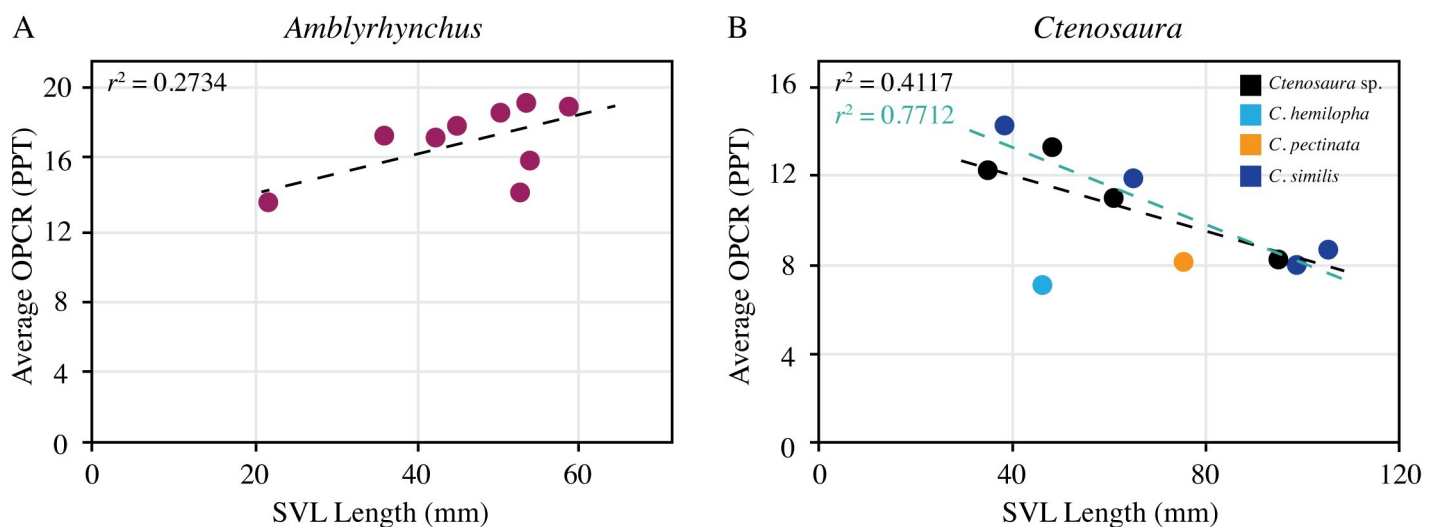 A
Amblyrhynchus
r² = 0.2734
20
16
12
8
4
0
Average OPCR (PPT)
0
20
40
60
SVL Length (mm)
B
Ctenosaura
r² = 0.4117
r² = 0.7712
Ctenosaura sp.
C. hemilopha
C. pectinata
C. similis
16
12
8
4
0
Average OPCR (PPT)
0
40
80
120
SVL Length (mm)